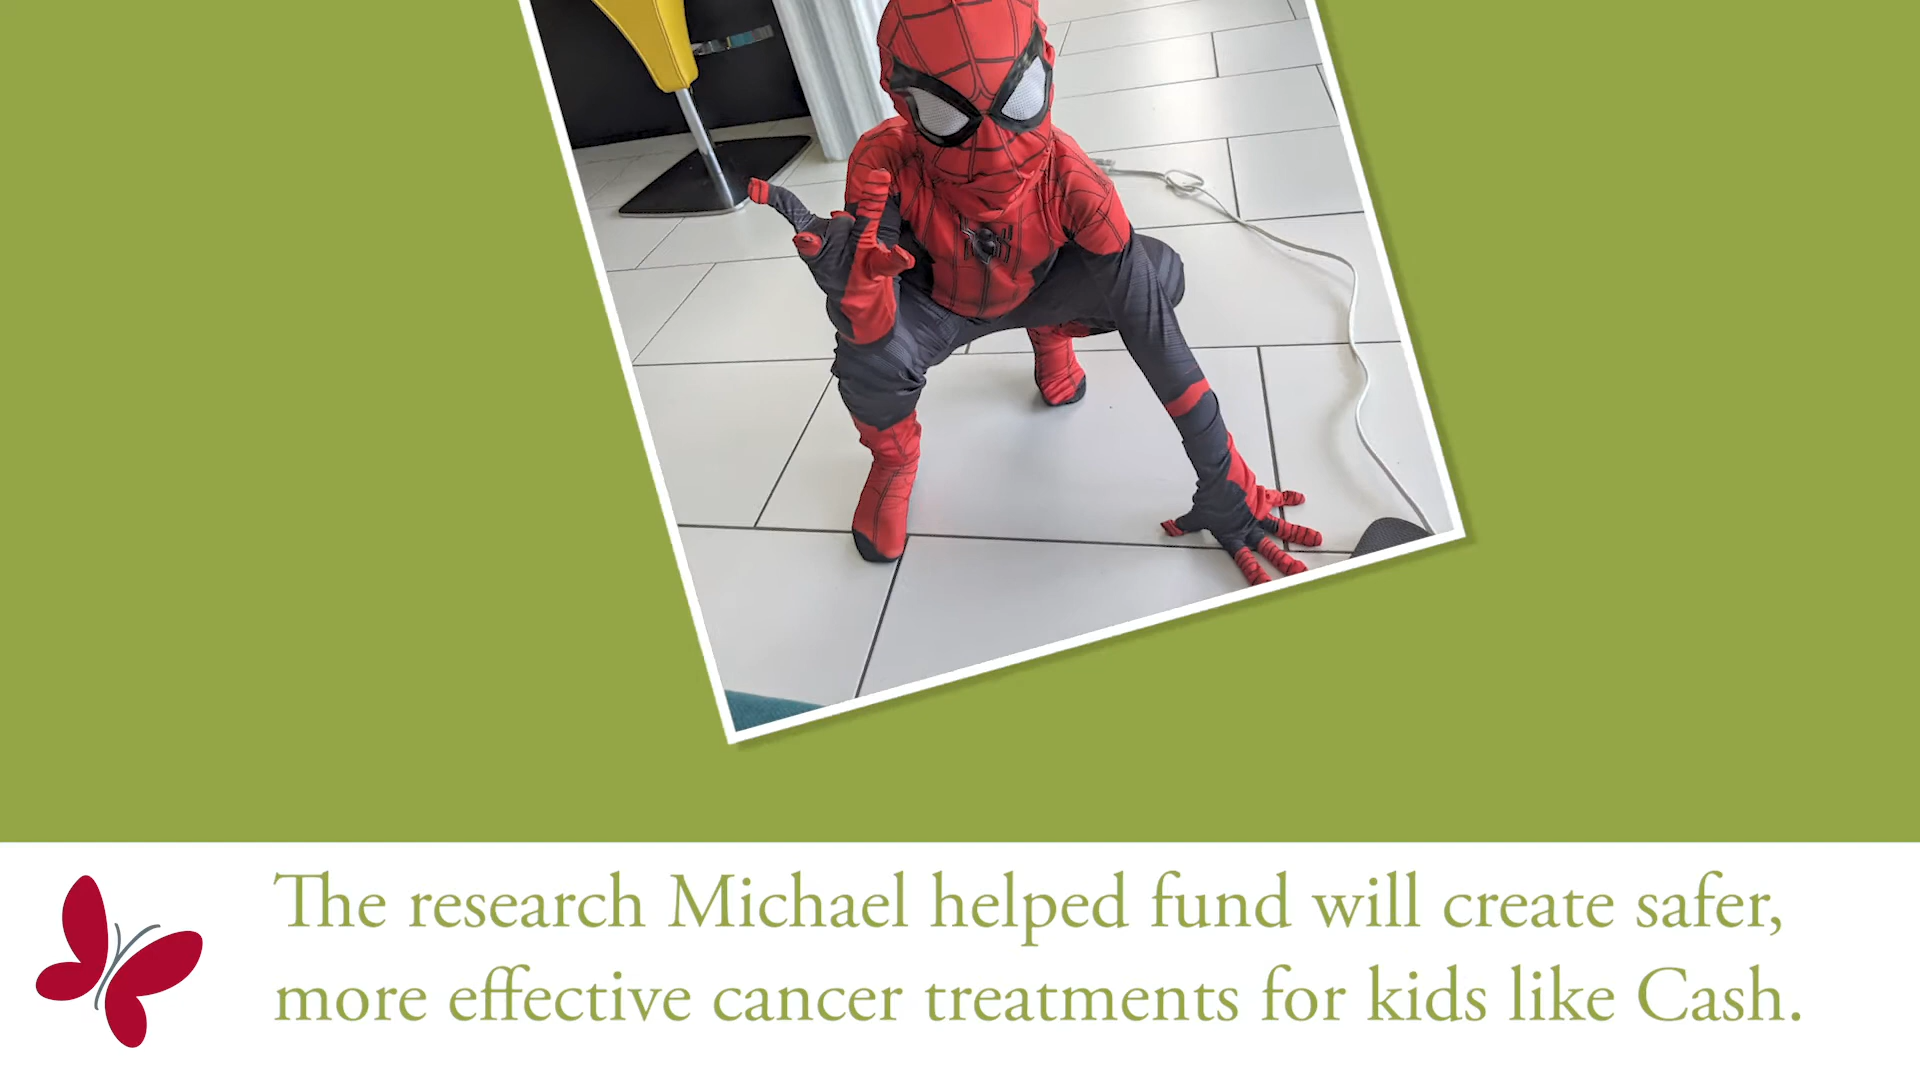 The research Michael helped fund will create safer,
more effective cancer treatments for kids like Cash.